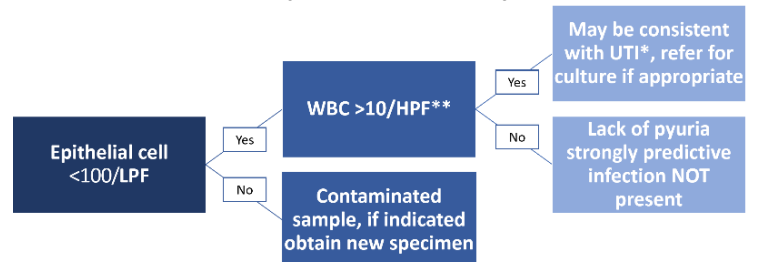 Epithelial cell
<100/LPF
Yes
No
WBC >10/HPF**
Contaminated
sample, if indicated
obtain new specimen
Yes
No
May be consistent
with UTI*, refer for
culture if appropriate
Lack of pyuria
strongly predictive
infection NOT
present